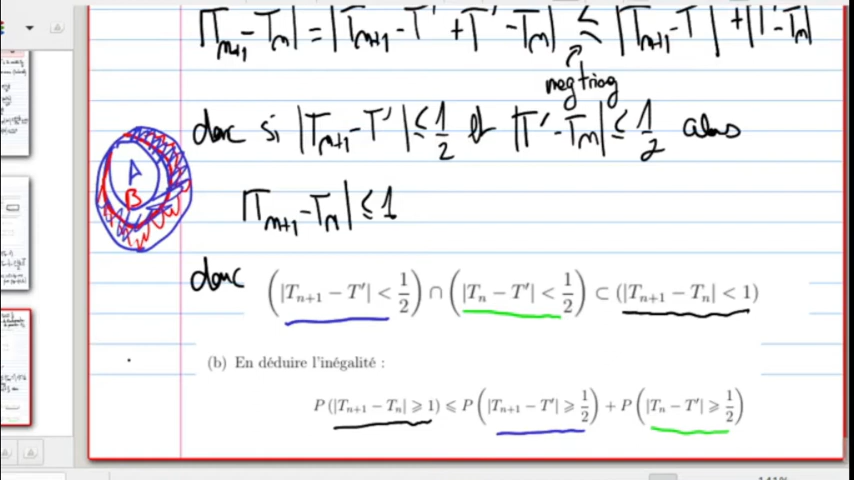 |T_{n+1} - T_n| = |T_{n+1} - T' + T' - T_n| ≤ |T_{n+1} - T'| + |T' - T_n|
neg triag
donc si |T_{n+1} - T'| ≤ 1/2 et |T' - T_n| ≤ 1/2 alors
A
B
|T_{n+1} - T_n| ≤ 1
donc (|T_{n+1} - T'| < 1/2) ∩ (|T_n - T'| < 1/2) ⊂ (|T_{n+1} - T_n| < 1)
(b) En déduire l'inégalité :
P(|T_{n+1} - T_n| ⩾ 1) ⩽ P(|T_{n+1} - T'| ⩾ 1/2) + P(|T_n - T'| ⩾ 1/2)